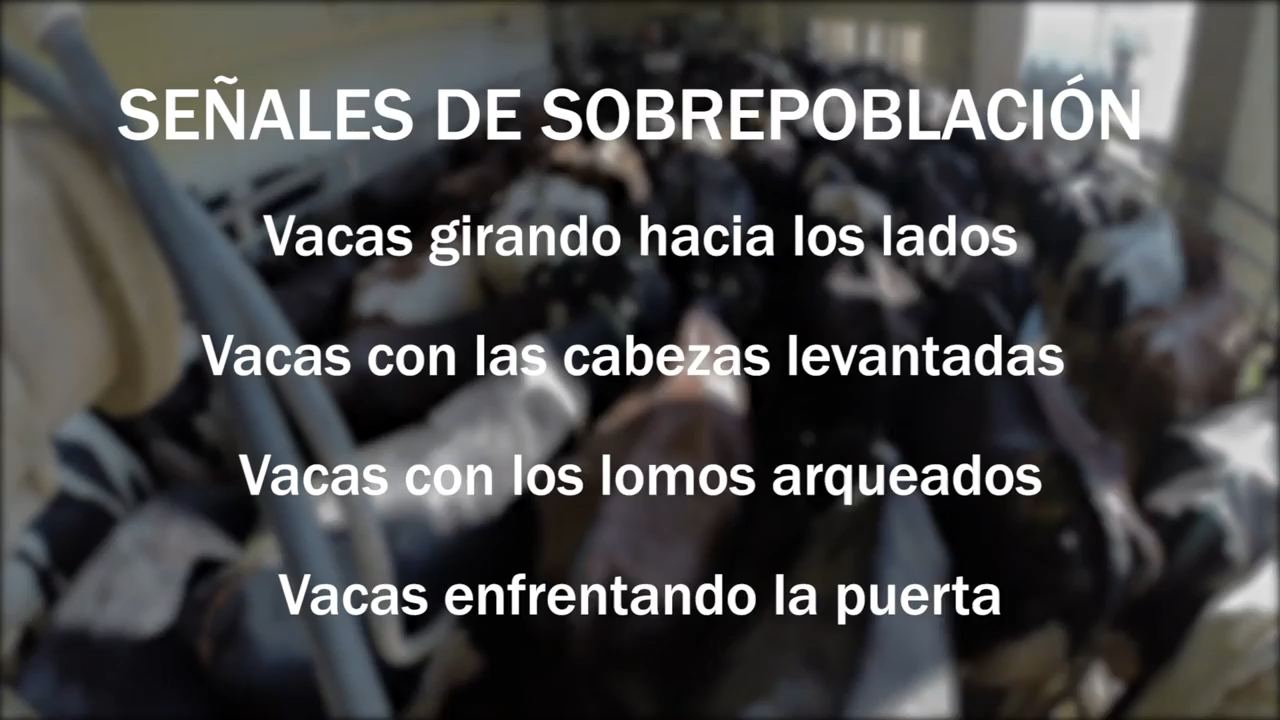 SEÑALES DE SOBREPOBLACIÓN
Vacas girando hacia los lados
Vacas con las cabezas levantadas
Vacas con los lomos arqueados
Vacas enfrentando la puerta